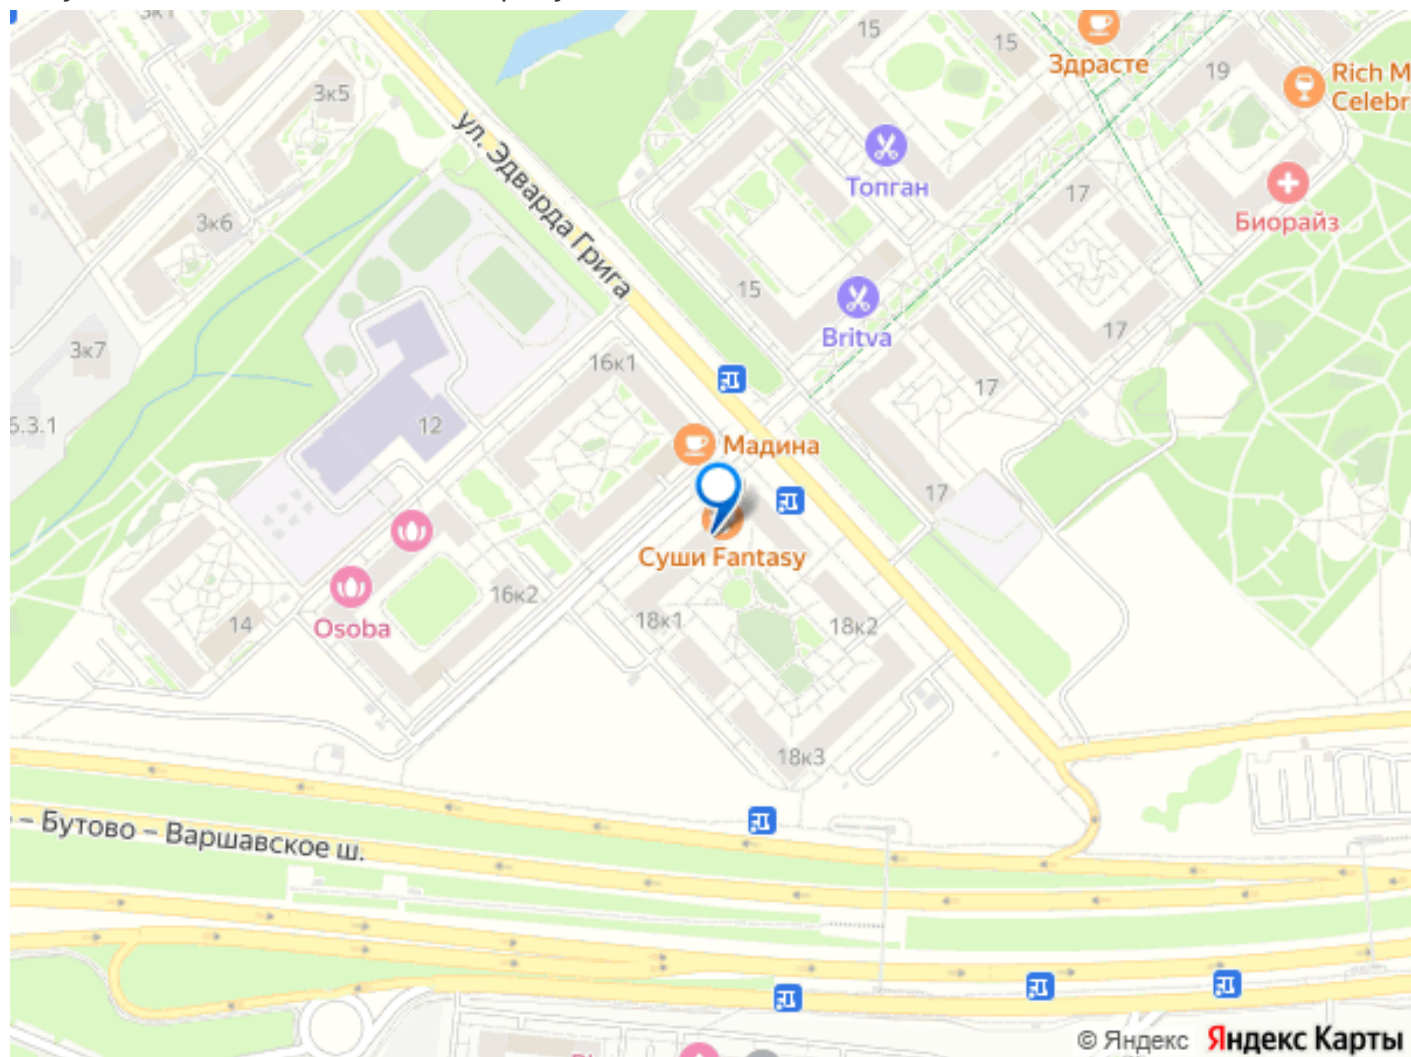 15
15
Здрасте
19
Rich M
Celebr
3к5
ул. Эдварда Грига
Топган
17
Биорайз
3к6
15
Britva
17
3к7
16к1
17
5.3.1
12
Мадина
17
Суши Fantasy
16к2
18к1
18к2
14
Osoba
18к3
– Бутово – Варшавское ш.
© Яндекс Яндекс Карты